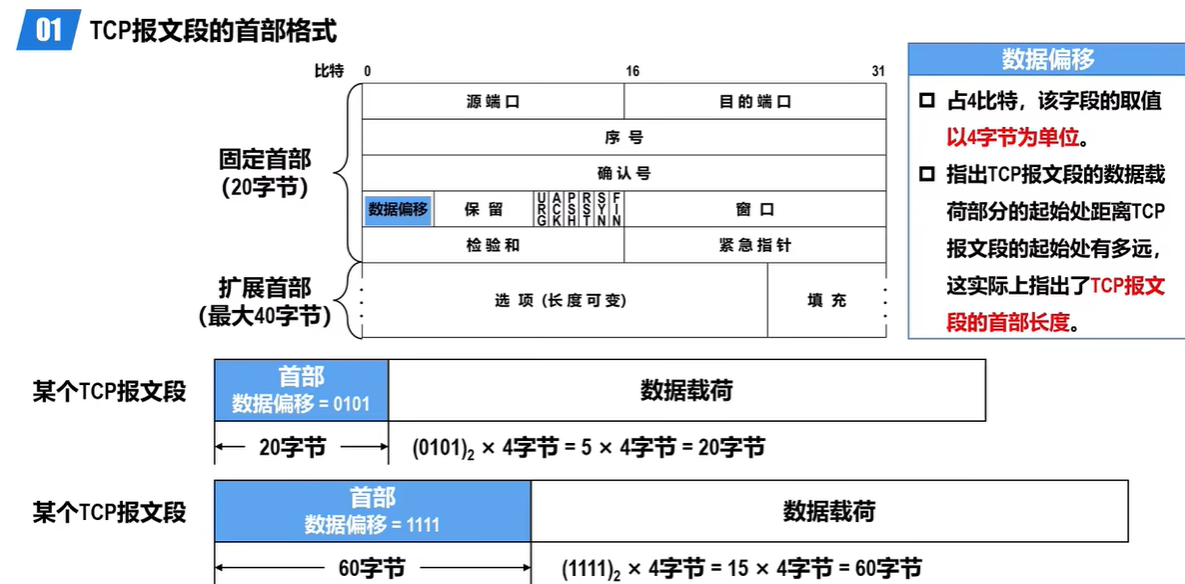 01 TCP报文段的首部格式
比特 0 16 31
源端口 目的端口
序号
确认号
数据偏移 保留 URG ACK PSH RST SYN FIN 窗口
检验和 紧急指针
选项 (长度可变) 填充
固定首部
(20字节)
扩展首部
(最大40字节)
数据偏移
占4比特，该字段的取值
以4字节为单位。
指出TCP报文段的数据载
荷部分的起始处距离TCP
报文段的起始处有多远，
这实际上指出了TCP报文
段的首部长度。
某个TCP报文段
首部
数据偏移 = 0101
数据载荷
20字节
(0101)₂ × 4字节 = 5 × 4字节 = 20字节
某个TCP报文段
首部
数据偏移 = 1111
数据载荷
60字节
(1111)₂ × 4字节 = 15 × 4字节 = 60字节